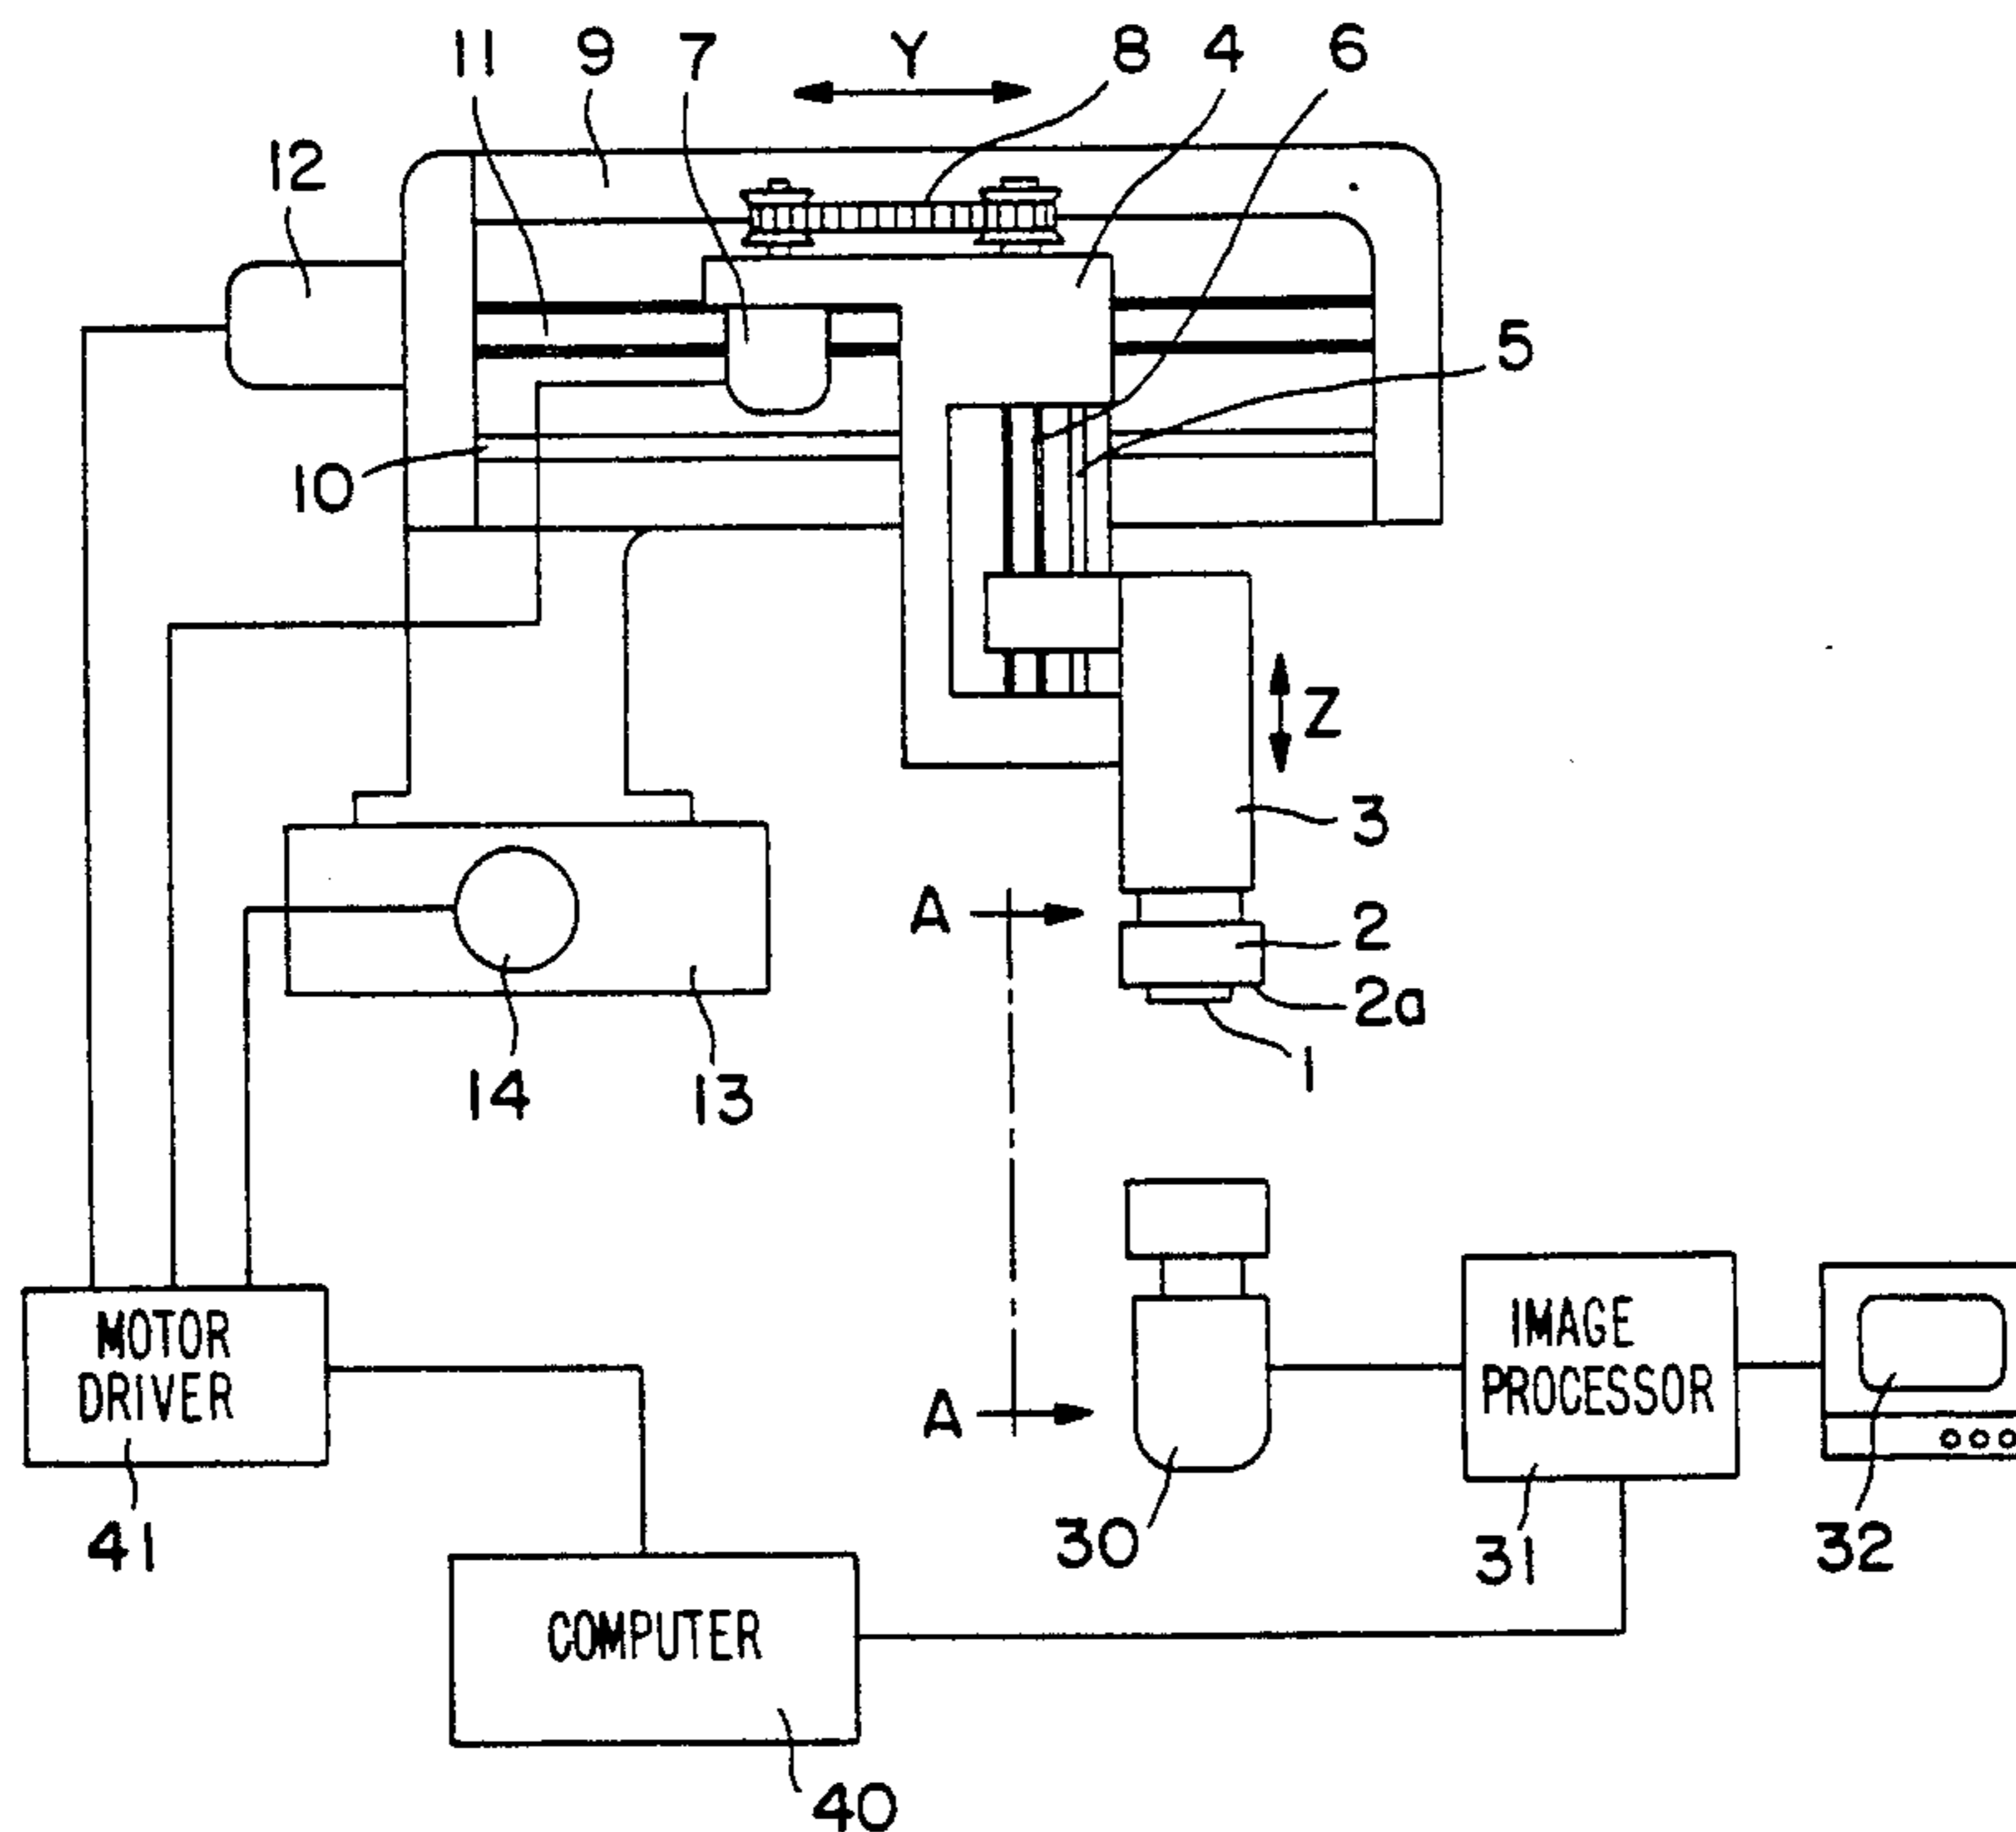 11 9 7 Y 8 4 6
12
5
10
Z
3
A 2
2a
1
14 13
MOTOR
DRIVER
IMAGE
PROCESSOR
A
41 30 31 32
COMPUTER
40